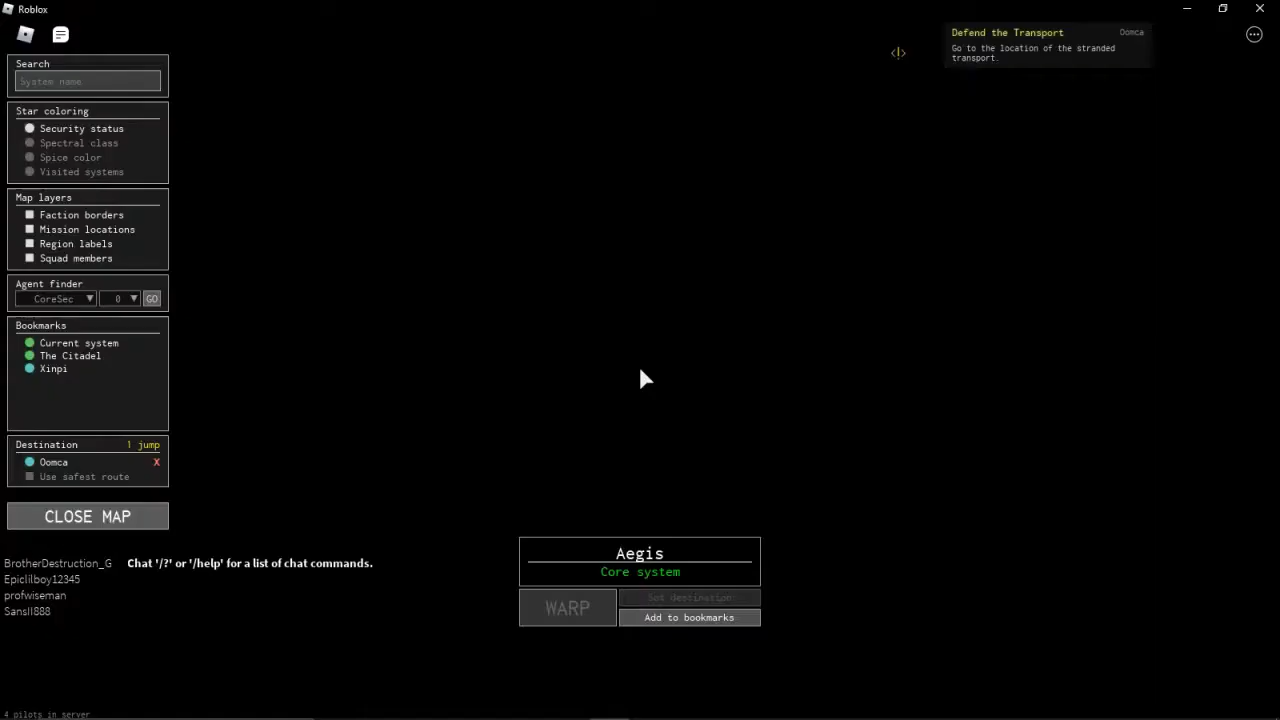 Roblox
Defend the Transport
Oomca
Go to the location of the stranded
transport.
Search
System name
Star coloring
Security status
Spectral class
Spice color
Visited systems
Map layers
Faction borders
Mission locations
Region labels
Squad members
Agent finder
CoreSec
0
GO
Bookmarks
Current system
The Citadel
Xinpi
Destination
1 jump
Oomca
X
Use safest route
CLOSE MAP
BrotherDestruction_G
Chat '/?' or '/help' for a list of chat commands.
Epiclilboy12345
profwiseman
SansII888
Aegis
Core system
WARP
Set destination
Add to bookmarks
4 pilots in server